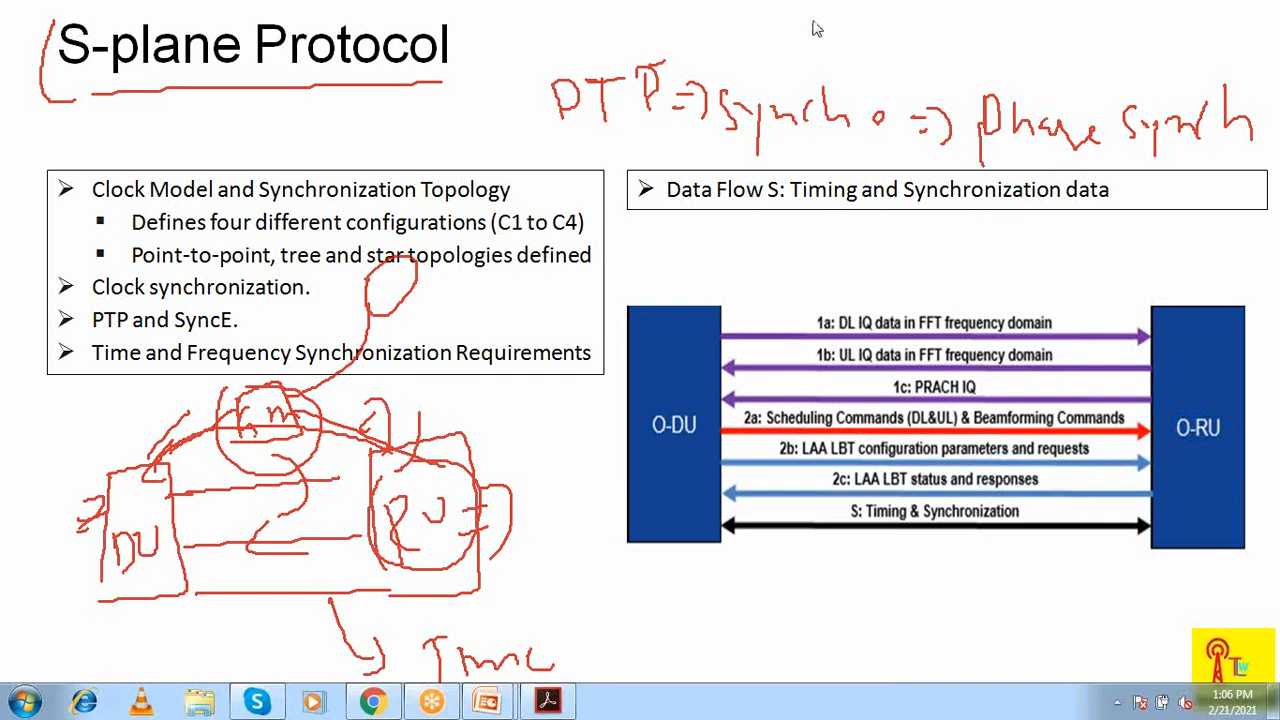 S-plane Protocol
PTP => Synch o => Phase Synch
➢ Clock Model and Synchronization Topology
▪ Defines four different configurations (C1 to C4)
▪ Point-to-point, tree and star topologies defined
➢ Clock synchronization.
➢ PTP and SyncE.
➢ Time and Frequency Synchronization Requirements
➢ Data Flow S: Timing and Synchronization data
O-DU
1a: DL IQ data in FFT frequency domain
1b: UL IQ data in FFT frequency domain
1c: PRACH IQ
2a: Scheduling Commands (DL&UL) & Beamforming Commands
2b: LAA LBT configuration parameters and requests
2c: LAA LBT status and responses
S: Timing & Synchronization
O-RU
GM
DU
RU
Time
1:06 PM
2/21/2021